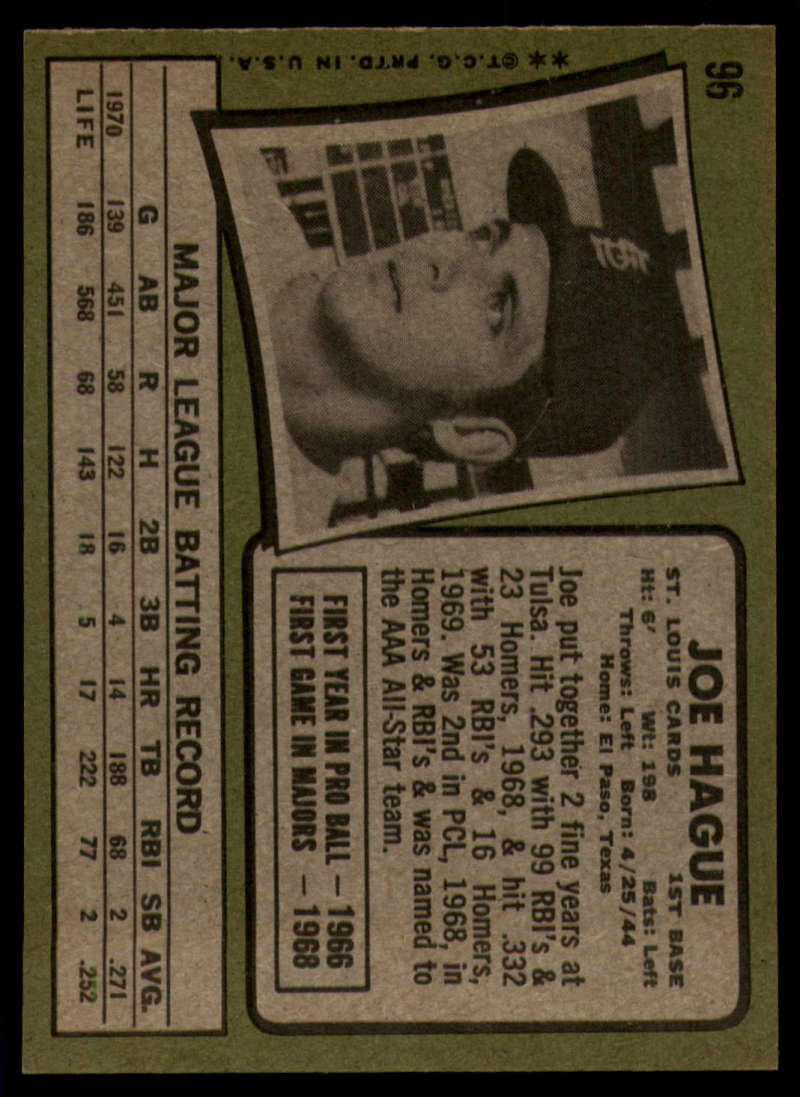 96
**©T.C.G. PRTD. IN U.S.A.
JOE HAGUE
ST. LOUIS CARDS 1ST BASE
Ht: 6' Wt: 198 Bats: Left
Throws: Left Born: 4/25/44
Home: El Paso, Texas
Joe put together 2 fine years at
Tulsa. Hit .293 with 99 RBI's &
23 Homers, 1968, & hit .332
with 53 RBI's & 16 Homers,
1969. Was 2nd in PCL, 1968, in
Homers & RBI's & was named to
the AAA All-Star team.
FIRST YEAR IN PRO BALL — 1966
FIRST GAME IN MAJORS — 1968
MAJOR LEAGUE BATTING RECORD
G AB R H 2B 3B HR TB RBI SB AVG.
1970 139 451 58 122 16 4 14 188 68 2 .271
LIFE 186 568 68 143 18 5 17 222 77 2 .252